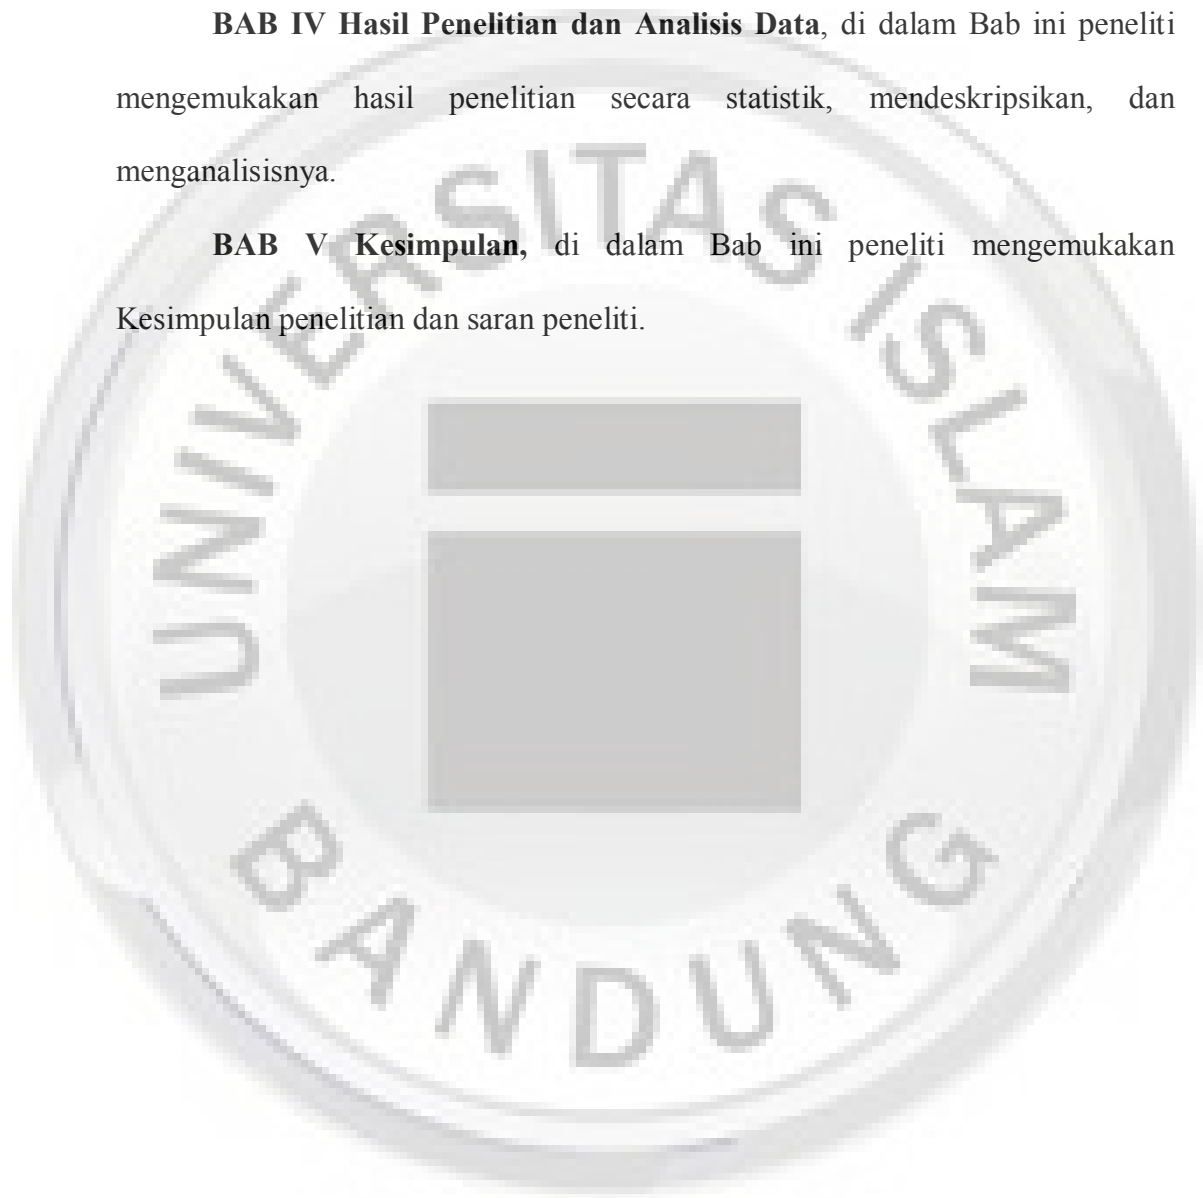 BAB IV Hasil Penelitian dan Analisis Data, di dalam Bab ini peneliti
mengemukakan hasil penelitian secara statistik, mendeskripsikan, dan
menganalisisnya.
BAB V Kesimpulan, di dalam Bab ini peneliti mengemukakan
Kesimpulan penelitian dan saran peneliti.
UNIVERSITAS ISLAM
BANDUNG